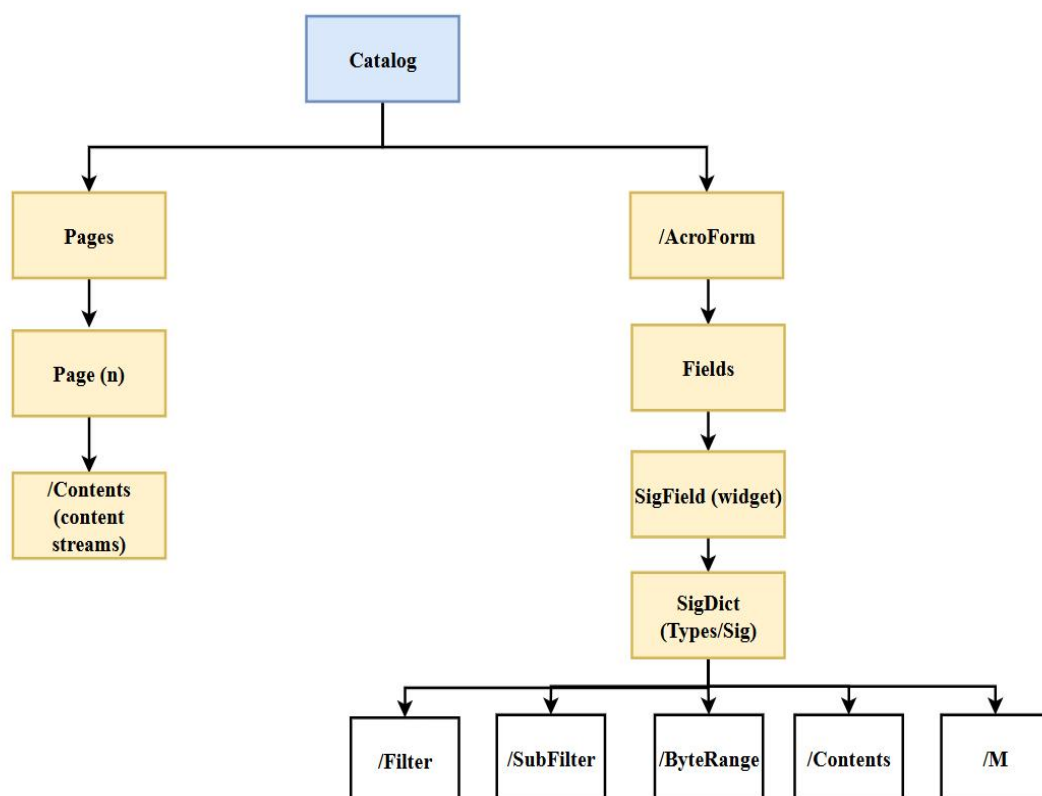 Catalog
Pages
/AcroForm
Page (n)
Fields
/Contents
(content
streams)
SigField (widget)
SigDict
(Types/Sig)
/Filter
/SubFilter
/ByteRange
/Contents
/M